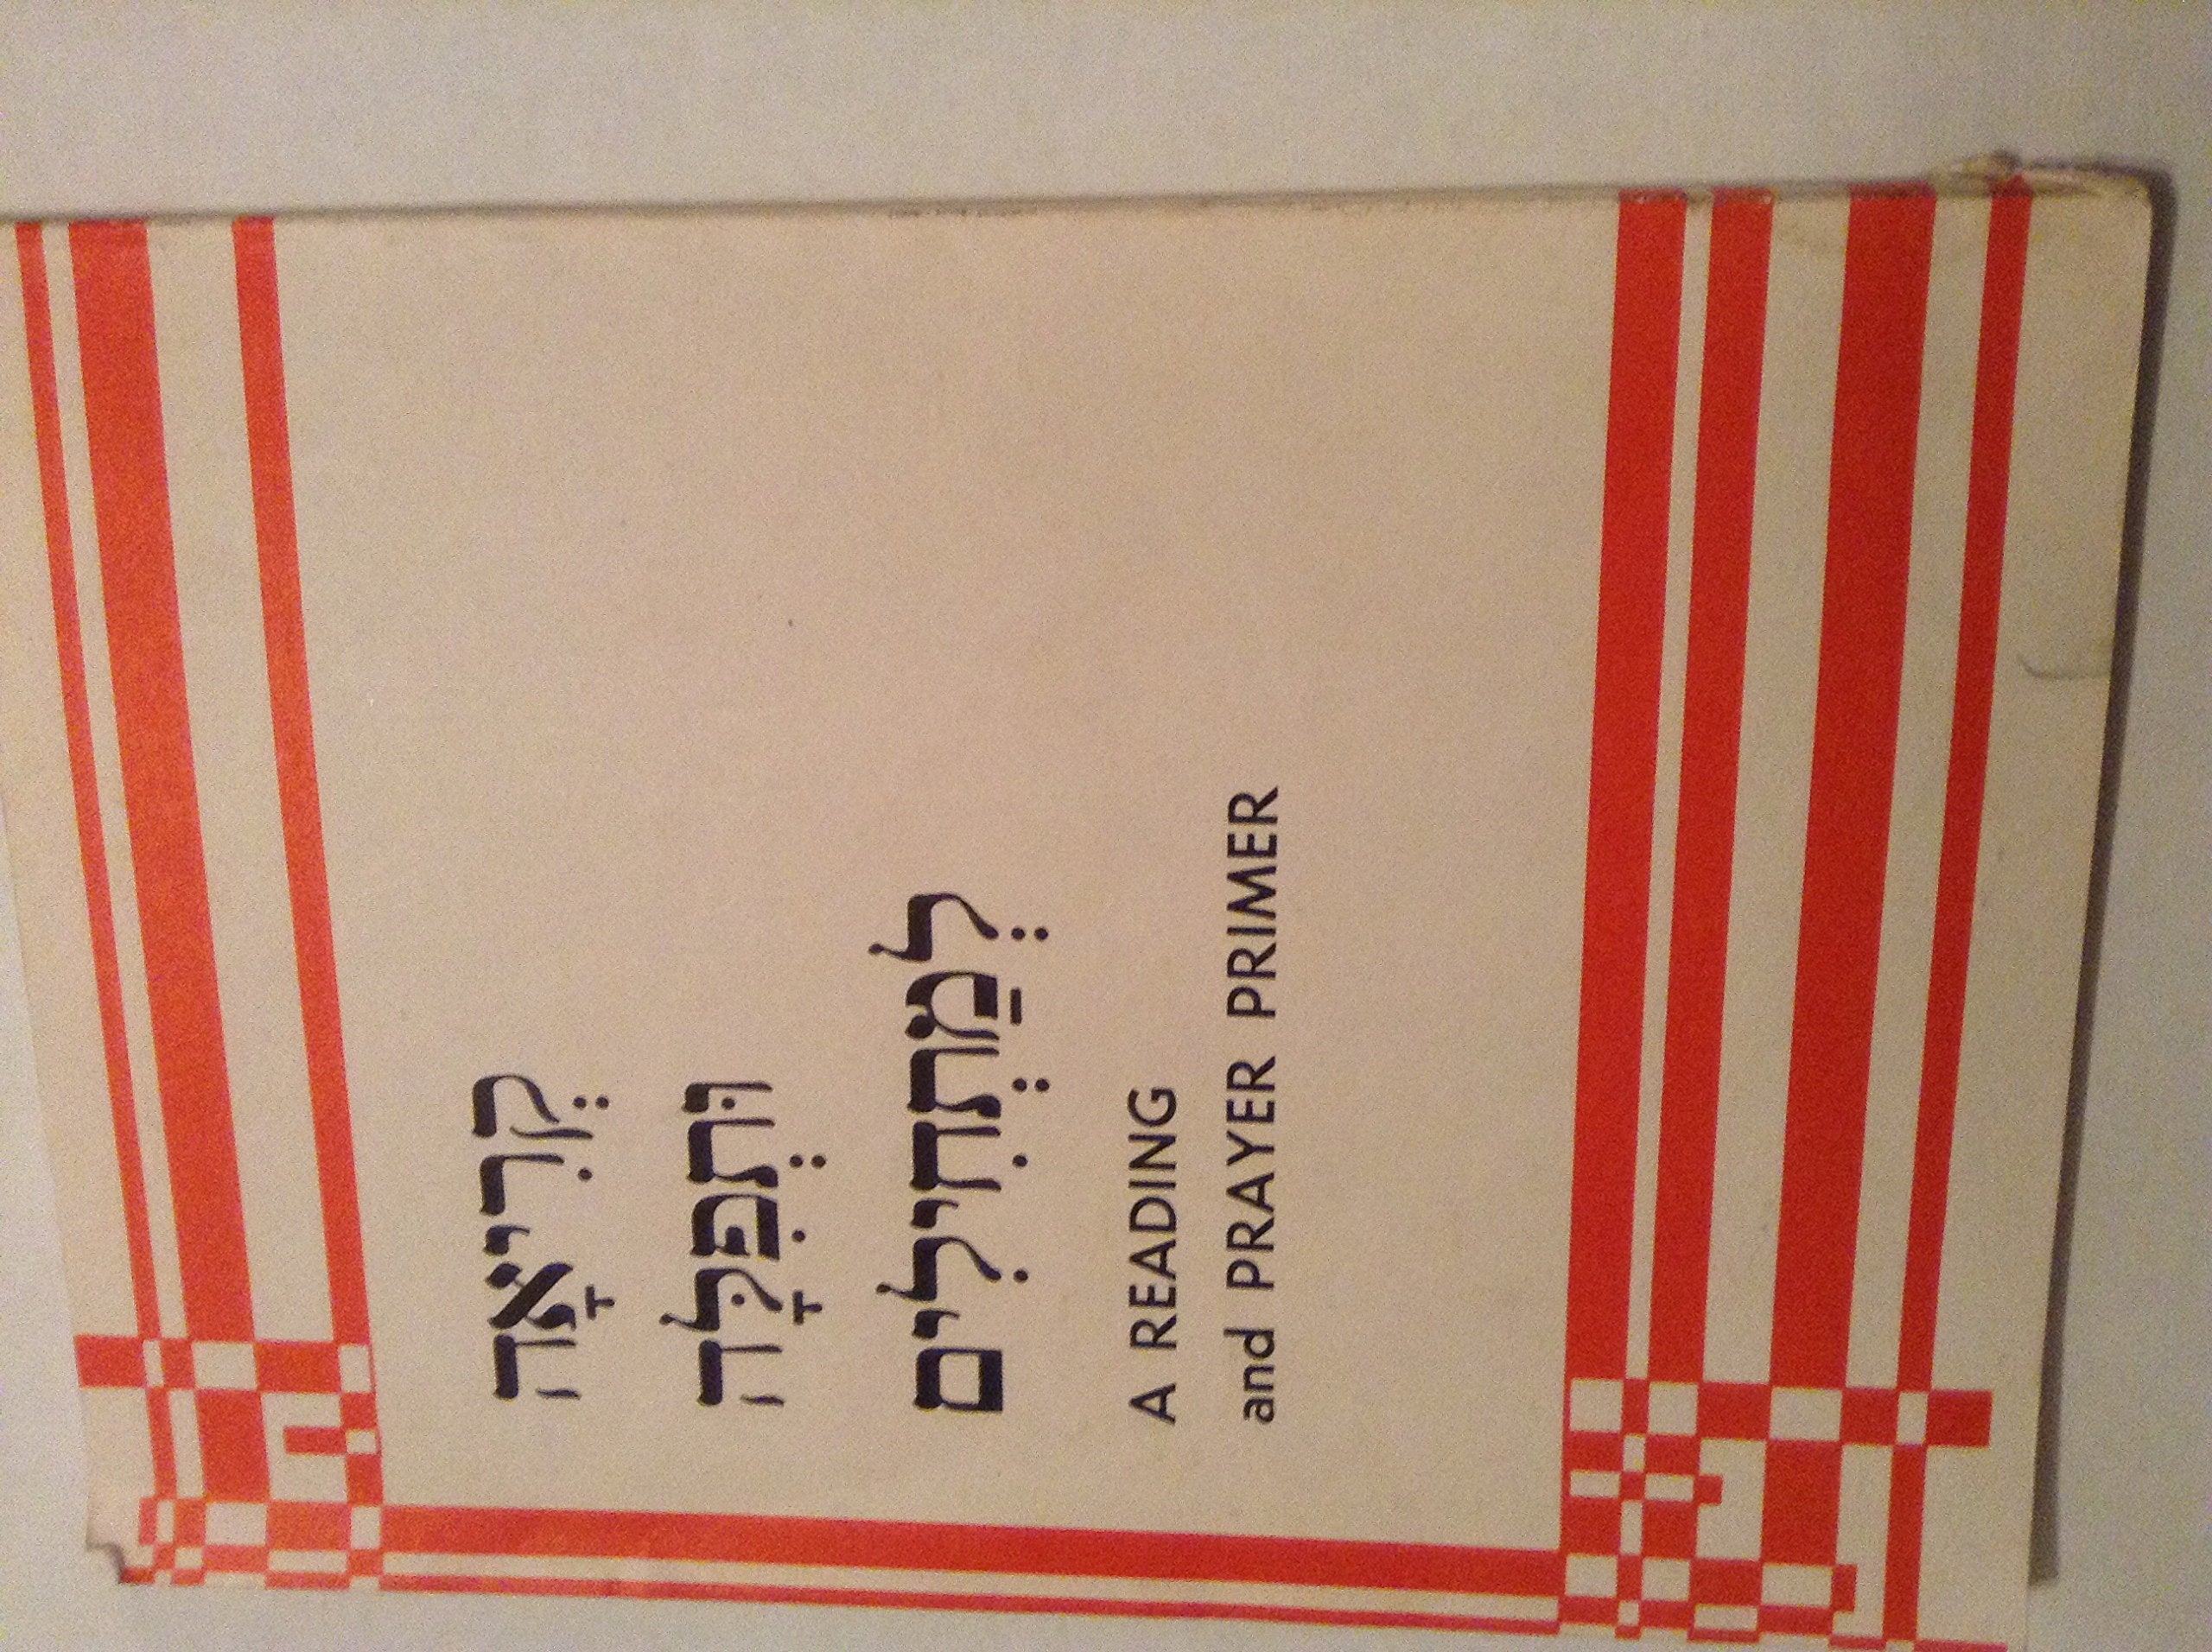 קֶרִיאָה
וּתֶפִּלָּה
לֶמַתֶחִילִים
A READING
and PRAYER PRIMER